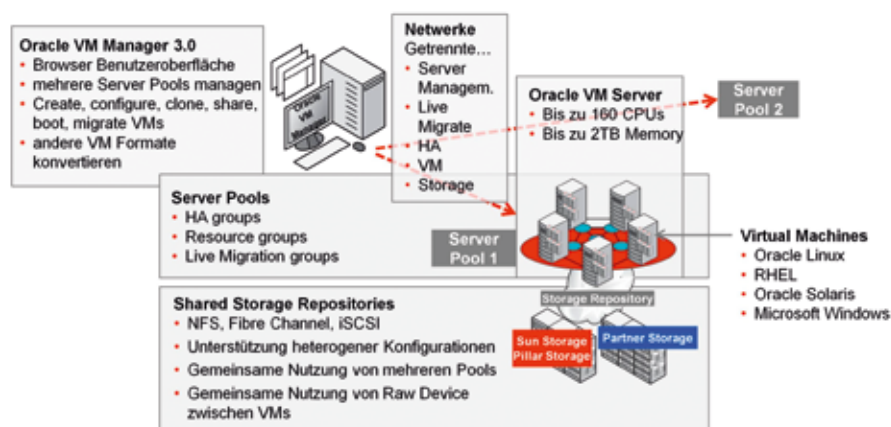 Oracle VM Manager 3.0
• Browser Benutzeroberfläche
• mehrere Server Pools managen
• Create, configure, clone, share,
boot, migrate VMs
• andere VM Formate
konvertieren
Oracle
VM
Manager
Netzwerke
Getrennte…
• Server
Managem.
• Live
Migrate
• HA
• VM
• Storage
Oracle VM Server
• Bis zu 160 CPUs
• Bis zu 2TB Memory
Server
Pool 2
Server Pools
• HA groups
• Resource groups
• Live Migration groups
Server
Pool 1
Virtual Machines
• Oracle Linux
• RHEL
• Oracle Solaris
• Microsoft Windows
Storage Repository
Shared Storage Repositories
• NFS, Fibre Channel, iSCSI
• Unterstützung heterogener Konfigurationen
• Gemeinsame Nutzung von mehreren Pools
• Gemeinsame Nutzung von Raw Device
zwischen VMs
Sun Storage
Pillar Storage
Partner Storage